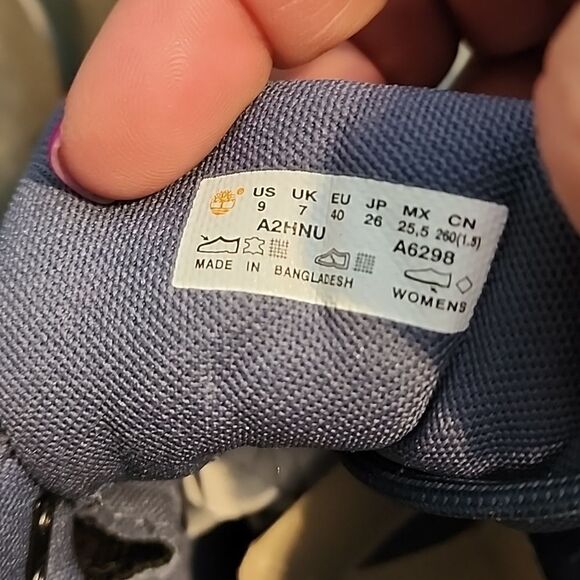 US UK EU JP MX CN
9 7 40 26 25,5 260(1.5)
A2HNU A6298
MADE IN BANGLADESH
WOMENS